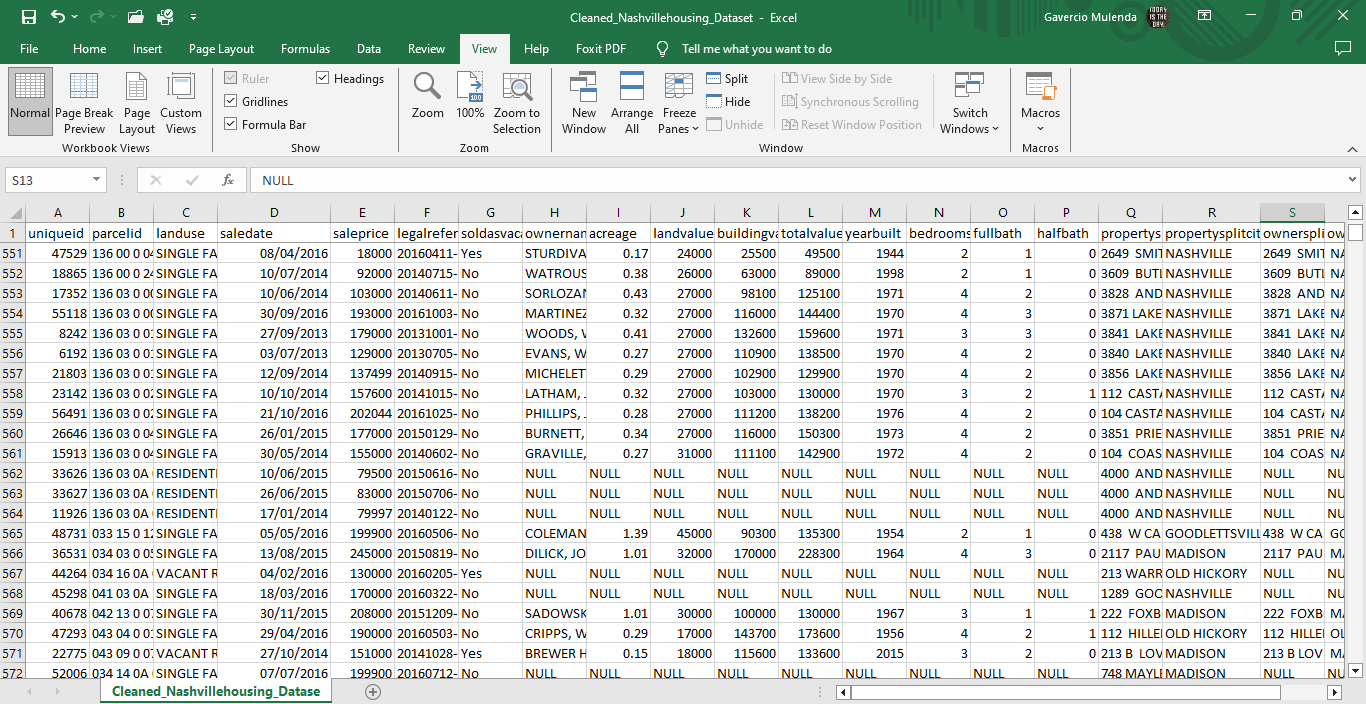 Cleaned_Nashvillehousing_Dataset - Excel
Gavercio Mulenda
TODAY IS THE DAY
File Home Insert Page Layout Formulas Data Review View Help Foxit PDF Tell me what you want to do
Normal
Page Break Preview
Page Layout
Custom Views
Workbook Views
Ruler
Headings
Gridlines
Formula Bar
Show
Zoom
100
100%
Zoom to Selection
Zoom
New Window
Arrange All
Freeze Panes
Split
Hide
Unhide
View Side by Side
Synchronous Scrolling
Reset Window Position
Switch Windows
Window
Macros
Macros
S13 fx NULL
A B C D E F G H I J K L M N O P Q R S
1 uniqueid parcelid landuse saledate saleprice legalrefer soldasvaca ownernan acreage landvalue buildingva totalvalue yearbuilt bedrooms fullbath halfbath propertys propertysplitcit ownerspli ow
551 47529 136 00 0 04 SINGLE FA 08/04/2016 18000 20160411- Yes STURDIVA 0.17 24000 25500 49500 1944 2 1 0 2649 SMIT NASHVILLE 2649 SMIT NA
552 18865 136 00 0 24 SINGLE FA 10/07/2014 92000 20140715- No WATROUS 0.38 26000 63000 89000 1998 2 1 0 3609 BUTL NASHVILLE 3609 BUTL NA
553 17352 136 03 0 00 SINGLE FA 10/06/2014 103000 20140611- No SORLOZAN 0.43 27000 98100 125100 1971 4 2 0 3828 AND NASHVILLE 3828 AND NA
554 55118 136 03 0 00 SINGLE FA 30/09/2016 193000 20161003- No MARTINEZ 0.32 27000 116000 144400 1970 4 3 0 3871 LAKE NASHVILLE 3871 LAKE NA
555 8242 136 03 0 01 SINGLE FA 27/09/2013 179000 20131001- No WOODS, W 0.41 27000 132600 159600 1971 3 3 0 3841 LAKE NASHVILLE 3841 LAKE NA
556 6192 136 03 0 01 SINGLE FA 03/07/2013 129000 20130705- No EVANS, W 0.27 27000 110900 138500 1970 4 2 0 3840 LAKE NASHVILLE 3840 LAKE NA
557 21803 136 03 0 01 SINGLE FA 12/09/2014 137499 20140915- No MICHELET 0.29 27000 102900 129900 1970 4 2 0 3856 LAKE NASHVILLE 3856 LAKE NA
558 23142 136 03 0 02 SINGLE FA 10/10/2014 157600 20141015- No LATHAM, J 0.32 27000 103000 130000 1970 3 2 1 112 CASTA NASHVILLE 112 CASTA NA
559 56491 136 03 0 02 SINGLE FA 21/10/2016 202044 20161025- No PHILLIPS, J 0.28 27000 111200 138200 1976 4 2 0 104 CASTA NASHVILLE 104 CASTA NA
560 26646 136 03 0 04 SINGLE FA 26/01/2015 177000 20150129- No BURNETT, 0.34 27000 116000 150300 1973 4 2 0 3851 PRIE NASHVILLE 3851 PRIE NA
561 15913 136 03 0 04 SINGLE FA 30/05/2014 155000 20140602- No GRAVILLE, 0.27 31000 111100 142900 1972 4 2 0 104 COAS NASHVILLE 104 COAS NA
562 33626 136 03 0A RESIDENTI 10/06/2015 79500 20150616- No NULL NULL NULL NULL NULL NULL NULL NULL NULL 4000 AND NASHVILLE NULL NU
563 33627 136 03 0A RESIDENTI 26/06/2015 83000 20150706- No NULL NULL NULL NULL NULL NULL NULL NULL NULL 4000 AND NASHVILLE NULL NU
564 11926 136 03 0A RESIDENTI 17/01/2014 79997 20140122- No NULL NULL NULL NULL NULL NULL NULL NULL NULL 4000 AND NASHVILLE NULL NU
565 48731 033 15 0 12 SINGLE FA 05/05/2016 199900 20160506- No COLEMAN 1.39 45000 90300 135300 1954 2 1 0 438 W CA GOODLETTSVILL 438 W CA GO
566 36531 034 03 0 05 SINGLE FA 13/08/2015 245000 20150819- No DILICK, JO 1.01 32000 170000 228300 1964 4 3 0 2117 PAU MADISON 2117 PAU MA
567 44264 034 16 0A VACANT R 04/02/2016 130000 20160205- Yes NULL NULL NULL NULL NULL NULL NULL NULL NULL 213 WARR OLD HICKORY NULL NU
568 45298 041 03 0A SINGLE FA 18/03/2016 170000 20160322- No NULL NULL NULL NULL NULL NULL NULL NULL NULL 1289 GOO NASHVILLE NULL NU
569 40678 042 13 0 07 SINGLE FA 30/11/2015 208000 20151209- No SADOWSK 1.01 30000 100000 130000 1967 3 1 1 222 FOXB MADISON 222 FOXB MA
570 47293 043 04 0 01 SINGLE FA 29/04/2016 190000 20160503- No CRIPPS, W 0.29 17000 143700 173600 1956 4 2 1 112 HILLE OLD HICKORY 112 HILLE OL
571 22775 043 09 0 07 VACANT R 27/10/2014 151000 20141028- Yes BREWER H 0.15 18000 115600 133600 2015 3 2 0 213 B LOV MADISON 213 B LOV MA
572 52006 034 14 0A SINGLE FA 07/07/2016 199900 20160712- No NULL NULL NULL NULL NULL NULL NULL NULL NULL 748 MAYL MADISON NULL NU
Cleaned_Nashvillehousing_Datase